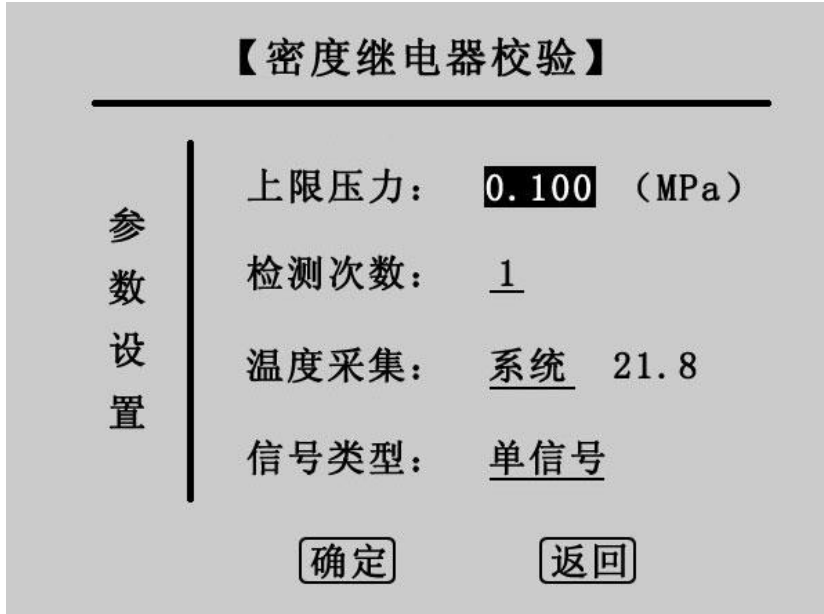 【密度继电器校验】
参数设置
上限压力： 0.100 （MPa）
检测次数： 1
温度采集： 系统 21.8
信号类型： 单信号
确定 返回